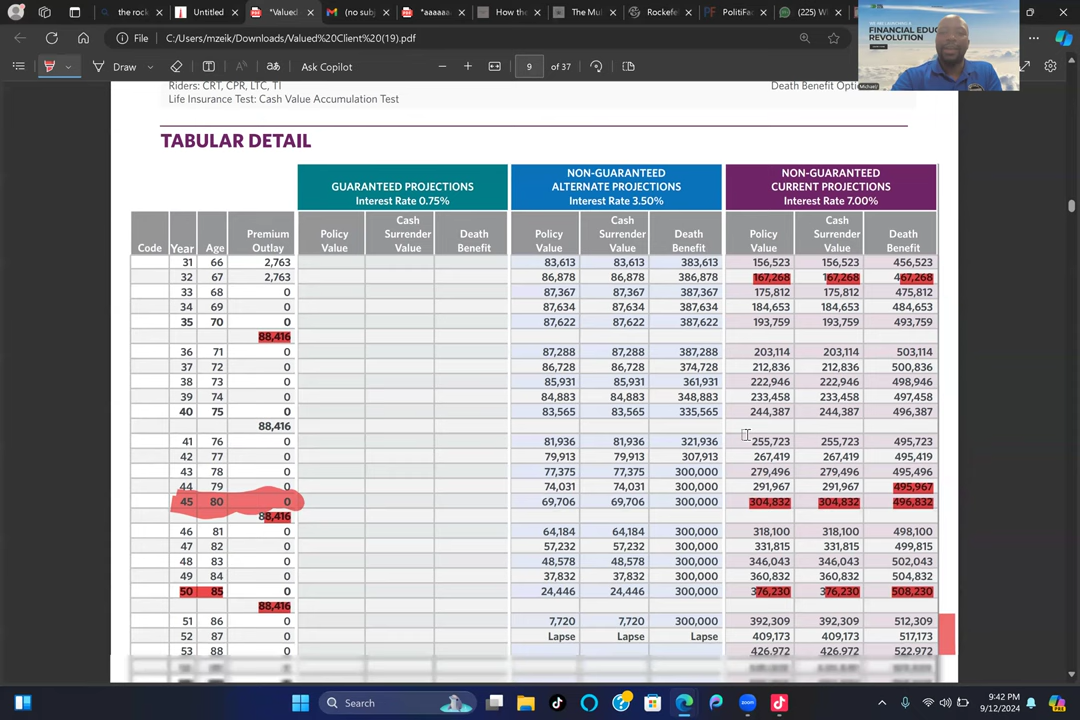 the rock
Untitled
*Valued
(no subj
*aaaaaa
How the
The Mul
Rockefe
PolitiFac
(225) W
File
C:/Users/mzeik/Downloads/Valued Client (19).pdf
Draw
Ask Copilot
9 of 37
FINANCIAL EDUC
REVOLUTION
Riders: CRT, CPR, LTC, TI
Life Insurance Test: Cash Value Accumulation Test
Death Benefit Opti
TABULAR DETAIL
GUARANTEED PROJECTIONS
Interest Rate 0.75%
NON-GUARANTEED
ALTERNATE PROJECTIONS
Interest Rate 3.50%
NON-GUARANTEED
CURRENT PROJECTIONS
Interest Rate 7.00%
Code Year Age Premium Outlay Policy Value Cash Surrender Value Death Benefit Policy Value Cash Surrender Value Death Benefit Policy Value Cash Surrender Value Death Benefit
31 66 2,763 83,613 83,613 383,613 156,523 156,523 456,523
32 67 2,763 86,878 86,878 386,878 167,268 167,268 467,268
33 68 0 87,367 87,367 387,367 175,812 175,812 475,812
34 69 0 87,634 87,634 387,634 184,653 184,653 484,653
35 70 0 87,622 87,622 387,622 193,759 193,759 493,759
88,416
36 71 0 87,288 87,288 387,288 203,114 203,114 503,114
37 72 0 86,728 86,728 374,728 212,836 212,836 500,836
38 73 0 85,931 85,931 361,931 222,946 222,946 498,946
39 74 0 84,883 84,883 348,883 233,458 233,458 497,458
40 75 0 83,565 83,565 335,565 244,387 244,387 496,387
88,416
41 76 0 81,936 81,936 321,936 255,723 255,723 495,723
42 77 0 79,913 79,913 307,913 267,419 267,419 495,419
43 78 0 77,375 77,375 300,000 279,496 279,496 495,496
44 79 0 74,031 74,031 300,000 291,967 291,967 495,967
45 80 0 69,706 69,706 300,000 304,832 304,832 496,832
88,416
46 81 0 64,184 64,184 300,000 318,100 318,100 498,100
47 82 0 57,232 57,232 300,000 331,815 331,815 499,815
48 83 0 48,578 48,578 300,000 346,043 346,043 502,043
49 84 0 37,832 37,832 300,000 360,832 360,832 504,832
50 85 0 24,446 24,446 300,000 376,230 376,230 508,230
88,416
51 86 0 7,720 7,720 300,000 392,309 392,309 512,309
52 87 0 Lapse Lapse Lapse 409,173 409,173 517,173
53 88 0 426,972 426,972 522,972
Search
9:42 PM
9/12/2024